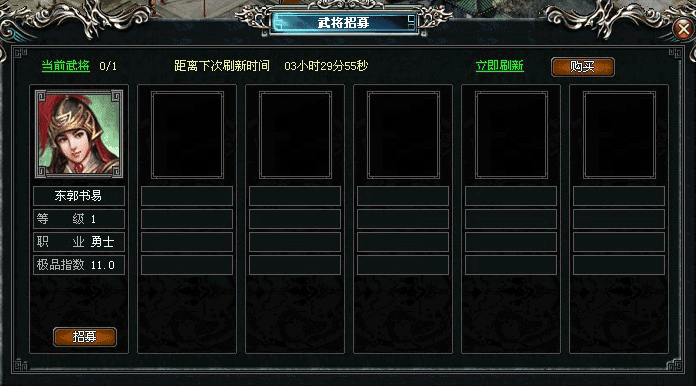 武将招募
当前武将 0/1 距离下次刷新时间 03小时29分55秒 立即刷新 购买
东郭书易
等 级 1
职 业 勇士
极品指数 11.0
招募